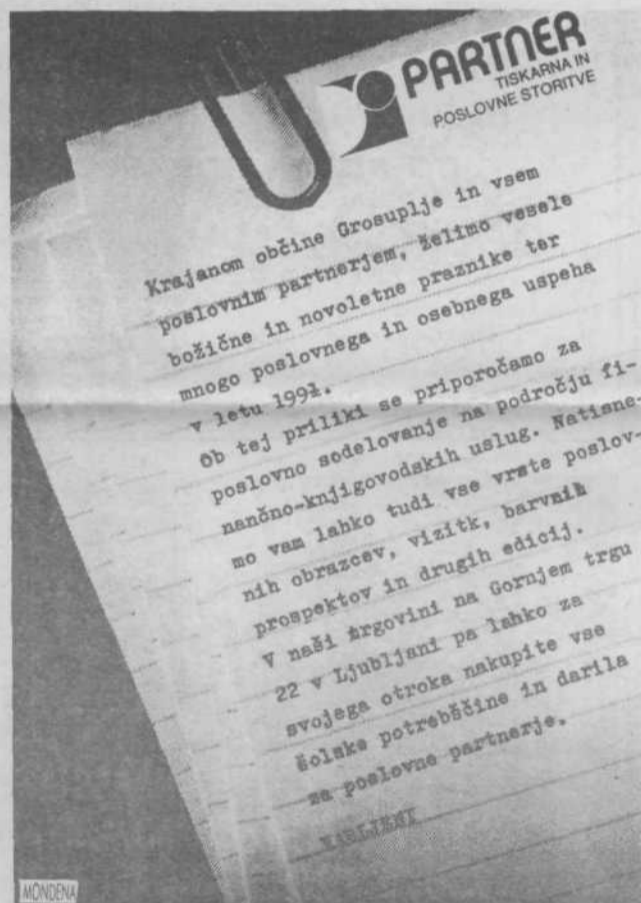 PARTNER
TISKARNA IN
POSLOVNE STORITVE
Krajanom občine Grosuplje in vsem
poslovnim partnerjem, želimo vesele
božične in novoletne praznike ter
mnogo poslovnega in osebnega uspeha
v letu 199
Ob tej priliki se priporočamo za
poslovno sodelovanje na področju fi-
nančno-knjigovodskih uslug. Natisne-
mo vam lahko tudi vse vrste poslov-
nih obrazcev, vizitk, barvnih
prospektov in drugih edicij.
V naši trgovini na Gornjem trgu
22 v Ljubljani pa lahko za
svojega otroka nakupite vse
šolske potrebščine in darila
za poslovne partnerje.
VABLJENI
MONDENA